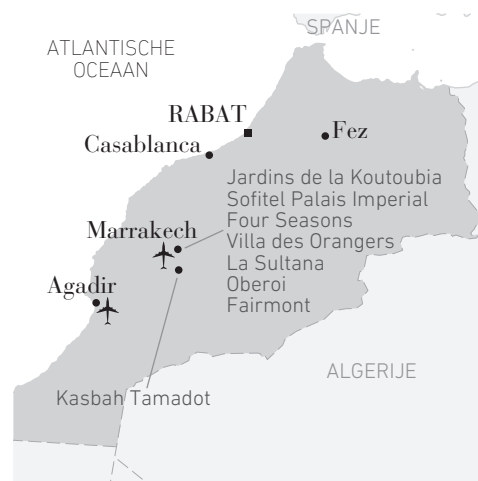 SPANJE
ATLANTISCHE
OCEAAN
RABAT
Fez
Casablanca
Jardins de la Koutoubia
Sofitel Palais Imperial
Four Seasons
Villa des Orangers
La Sultana
Oberoi
Fairmont
Marrakech
Agadir
ALGERIJE
Kasbah Tamadot